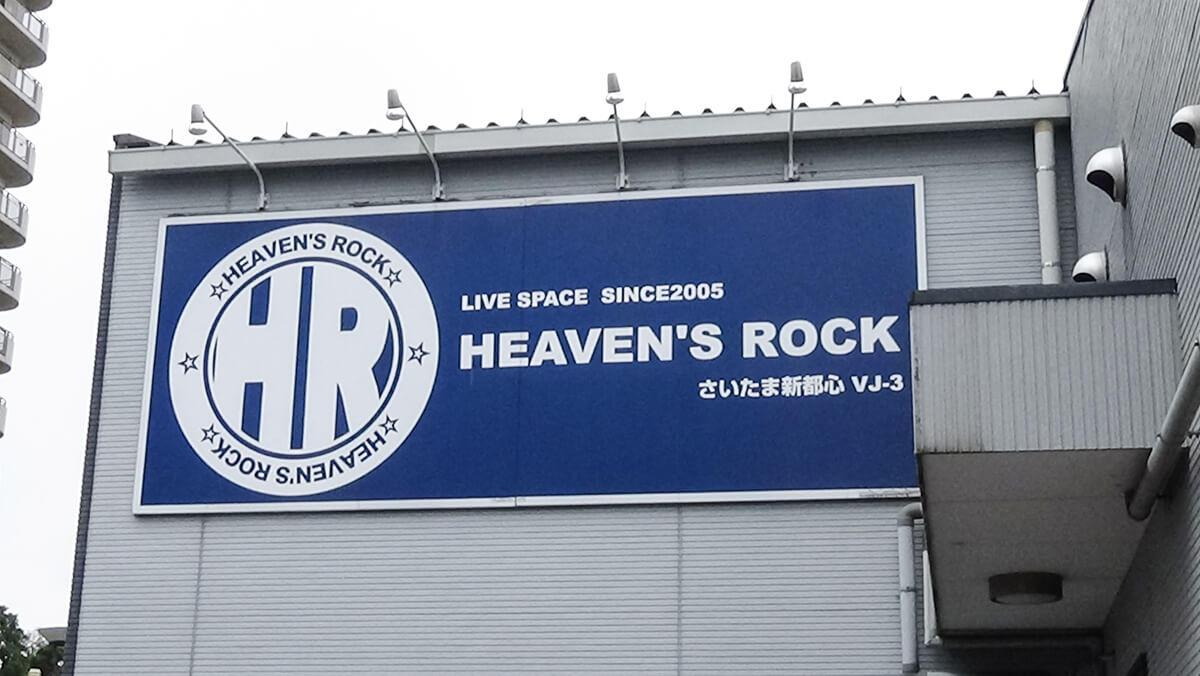 HEAVEN'S ROCK
HR
HEAVEN'S ROCK
LIVE SPACE SINCE2005
HEAVEN'S ROCK
さいたま新都心 VJ-3